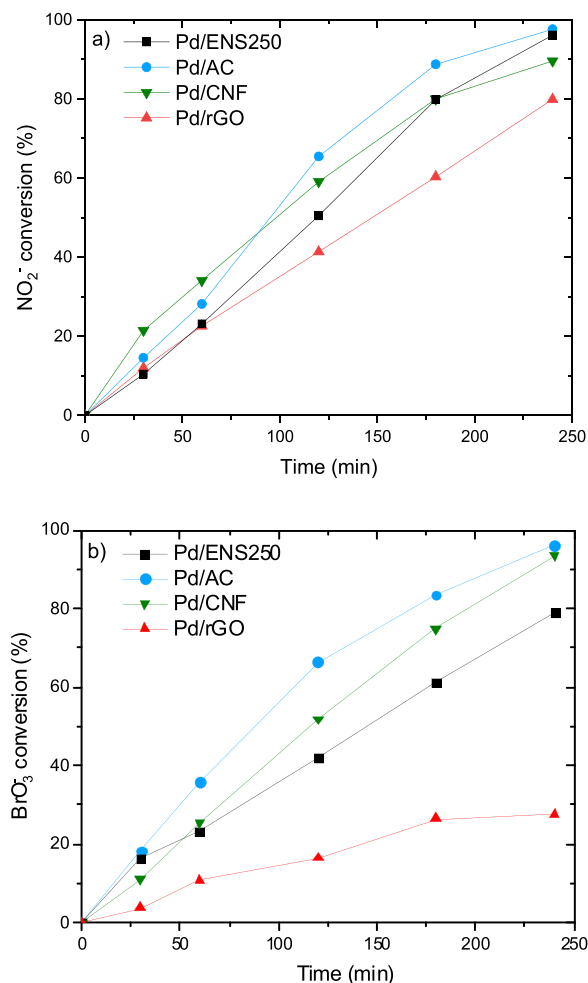 a)
Pd/ENS250
Pd/AC
Pd/CNF
Pd/rGO
NO₂⁻ conversion (%)
100
80
60
40
20
0
0 50 100 150 200 250
Time (min)
b)
Pd/ENS250
Pd/AC
Pd/CNF
Pd/rGO
BrO₃⁻ conversion (%)
100
80
60
40
20
0
0 50 100 150 200 250
Time (min)